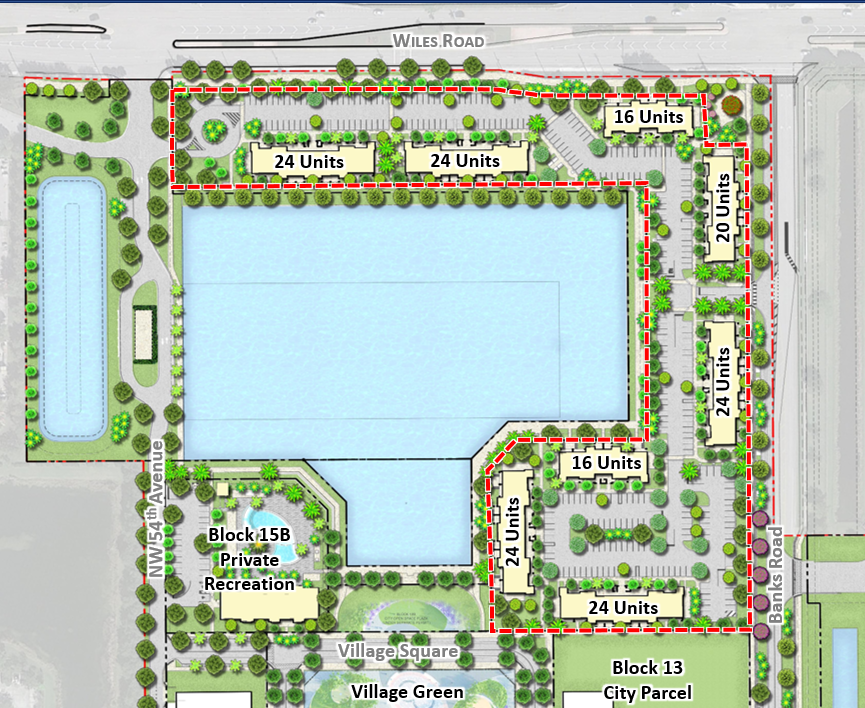 WILES ROAD
16 Units
24 Units
24 Units
20 Units
24 Units
16 Units
24 Units
24 Units
NW 54th Avenue
Banks Road
Block 15B
Private
Recreation
Village Square
Village Green
Block 13
City Parcel